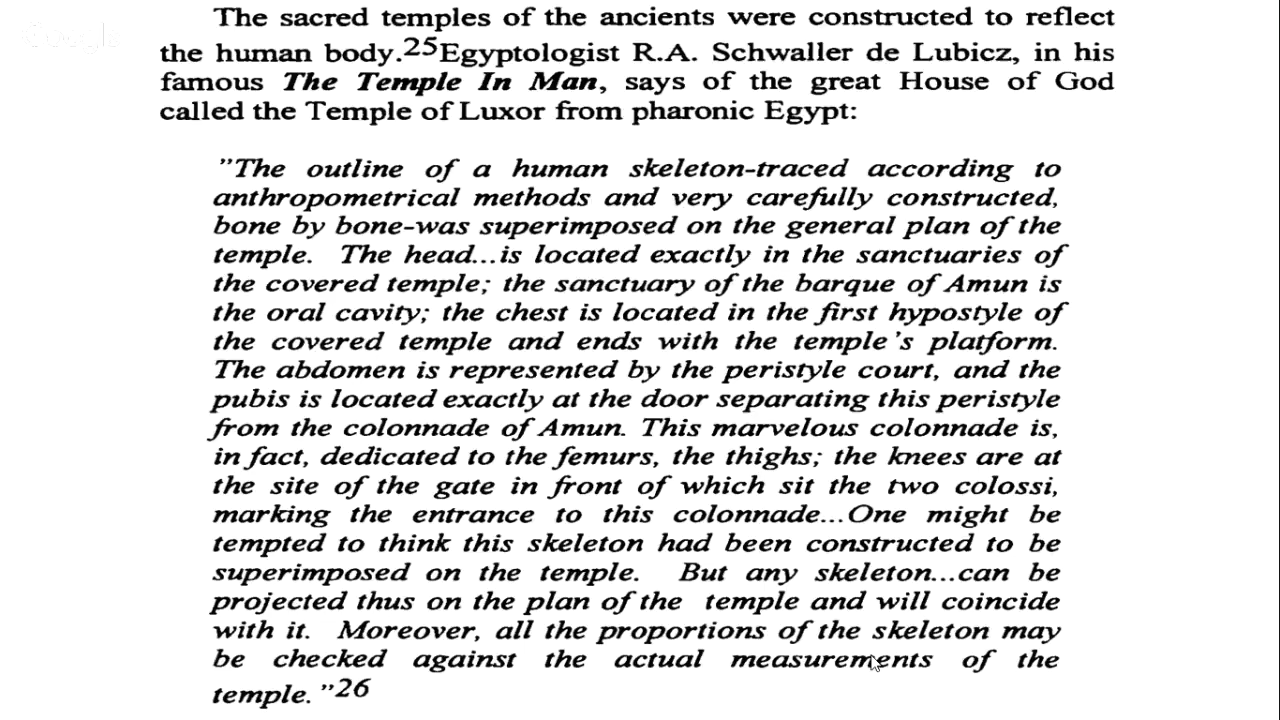 The sacred temples of the ancients were constructed to reflect
the human body.25Egyptologist R.A. Schwaller de Lubicz, in his
famous The Temple In Man, says of the great House of God
called the Temple of Luxor from pharonic Egypt:
"The outline of a human skeleton-traced according to
anthropometrical methods and very carefully constructed,
bone by bone-was superimposed on the general plan of the
temple. The head...is located exactly in the sanctuaries of
the covered temple; the sanctuary of the barque of Amun is
the oral cavity; the chest is located in the first hypostyle of
the covered temple and ends with the temple's platform.
The abdomen is represented by the peristyle court, and the
pubis is located exactly at the door separating this peristyle
from the colonnade of Amun. This marvelous colonnade is,
in fact, dedicated to the femurs, the thighs; the knees are at
the site of the gate in front of which sit the two colossi,
marking the entrance to this colonnade...One might be
tempted to think this skeleton had been constructed to be
superimposed on the temple. But any skeleton...can be
projected thus on the plan of the temple and will coincide
with it. Moreover, all the proportions of the skeleton may
be checked against the actual measurements of the
temple."26